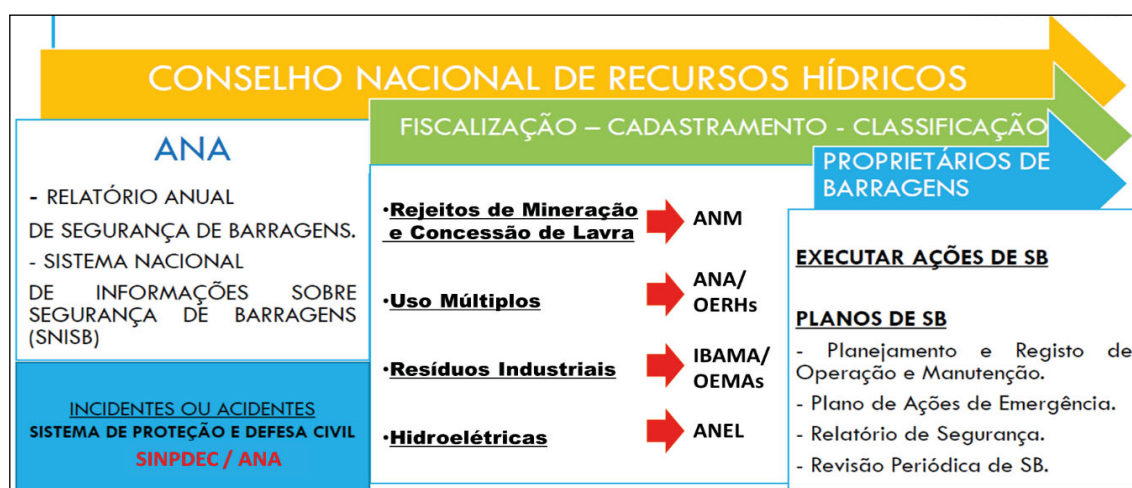 CONSELHO NACIONAL DE RECURSOS HÍDRICOS
FISCALIZAÇÃO – CADASTRAMENTO - CLASSIFICAÇÃO
PROPRIETÁRIOS DE
BARRAGENS
ANA
- RELATÓRIO ANUAL
DE SEGURANÇA DE BARRAGENS.
- SISTEMA NACIONAL
DE INFORMAÇÕES SOBRE
SEGURANÇA DE BARRAGENS
(SNISB)
INCIDENTES OU ACIDENTES
SISTEMA DE PROTEÇÃO E DEFESA CIVIL
SINPDEC / ANA
•Rejeitos de Mineração
e Concessão de Lavra
ANM
•Uso Múltiplos
ANA/
OERHs
•Resíduos Industriais
IBAMA/
OEMAs
•Hidroelétricas
ANEL
EXECUTAR AÇÕES DE SB
PLANOS DE SB
- Planejamento e Registo de
Operação e Manutenção.
- Plano de Ações de Emergência.
- Relatório de Segurança.
- Revisão Periódica de SB.